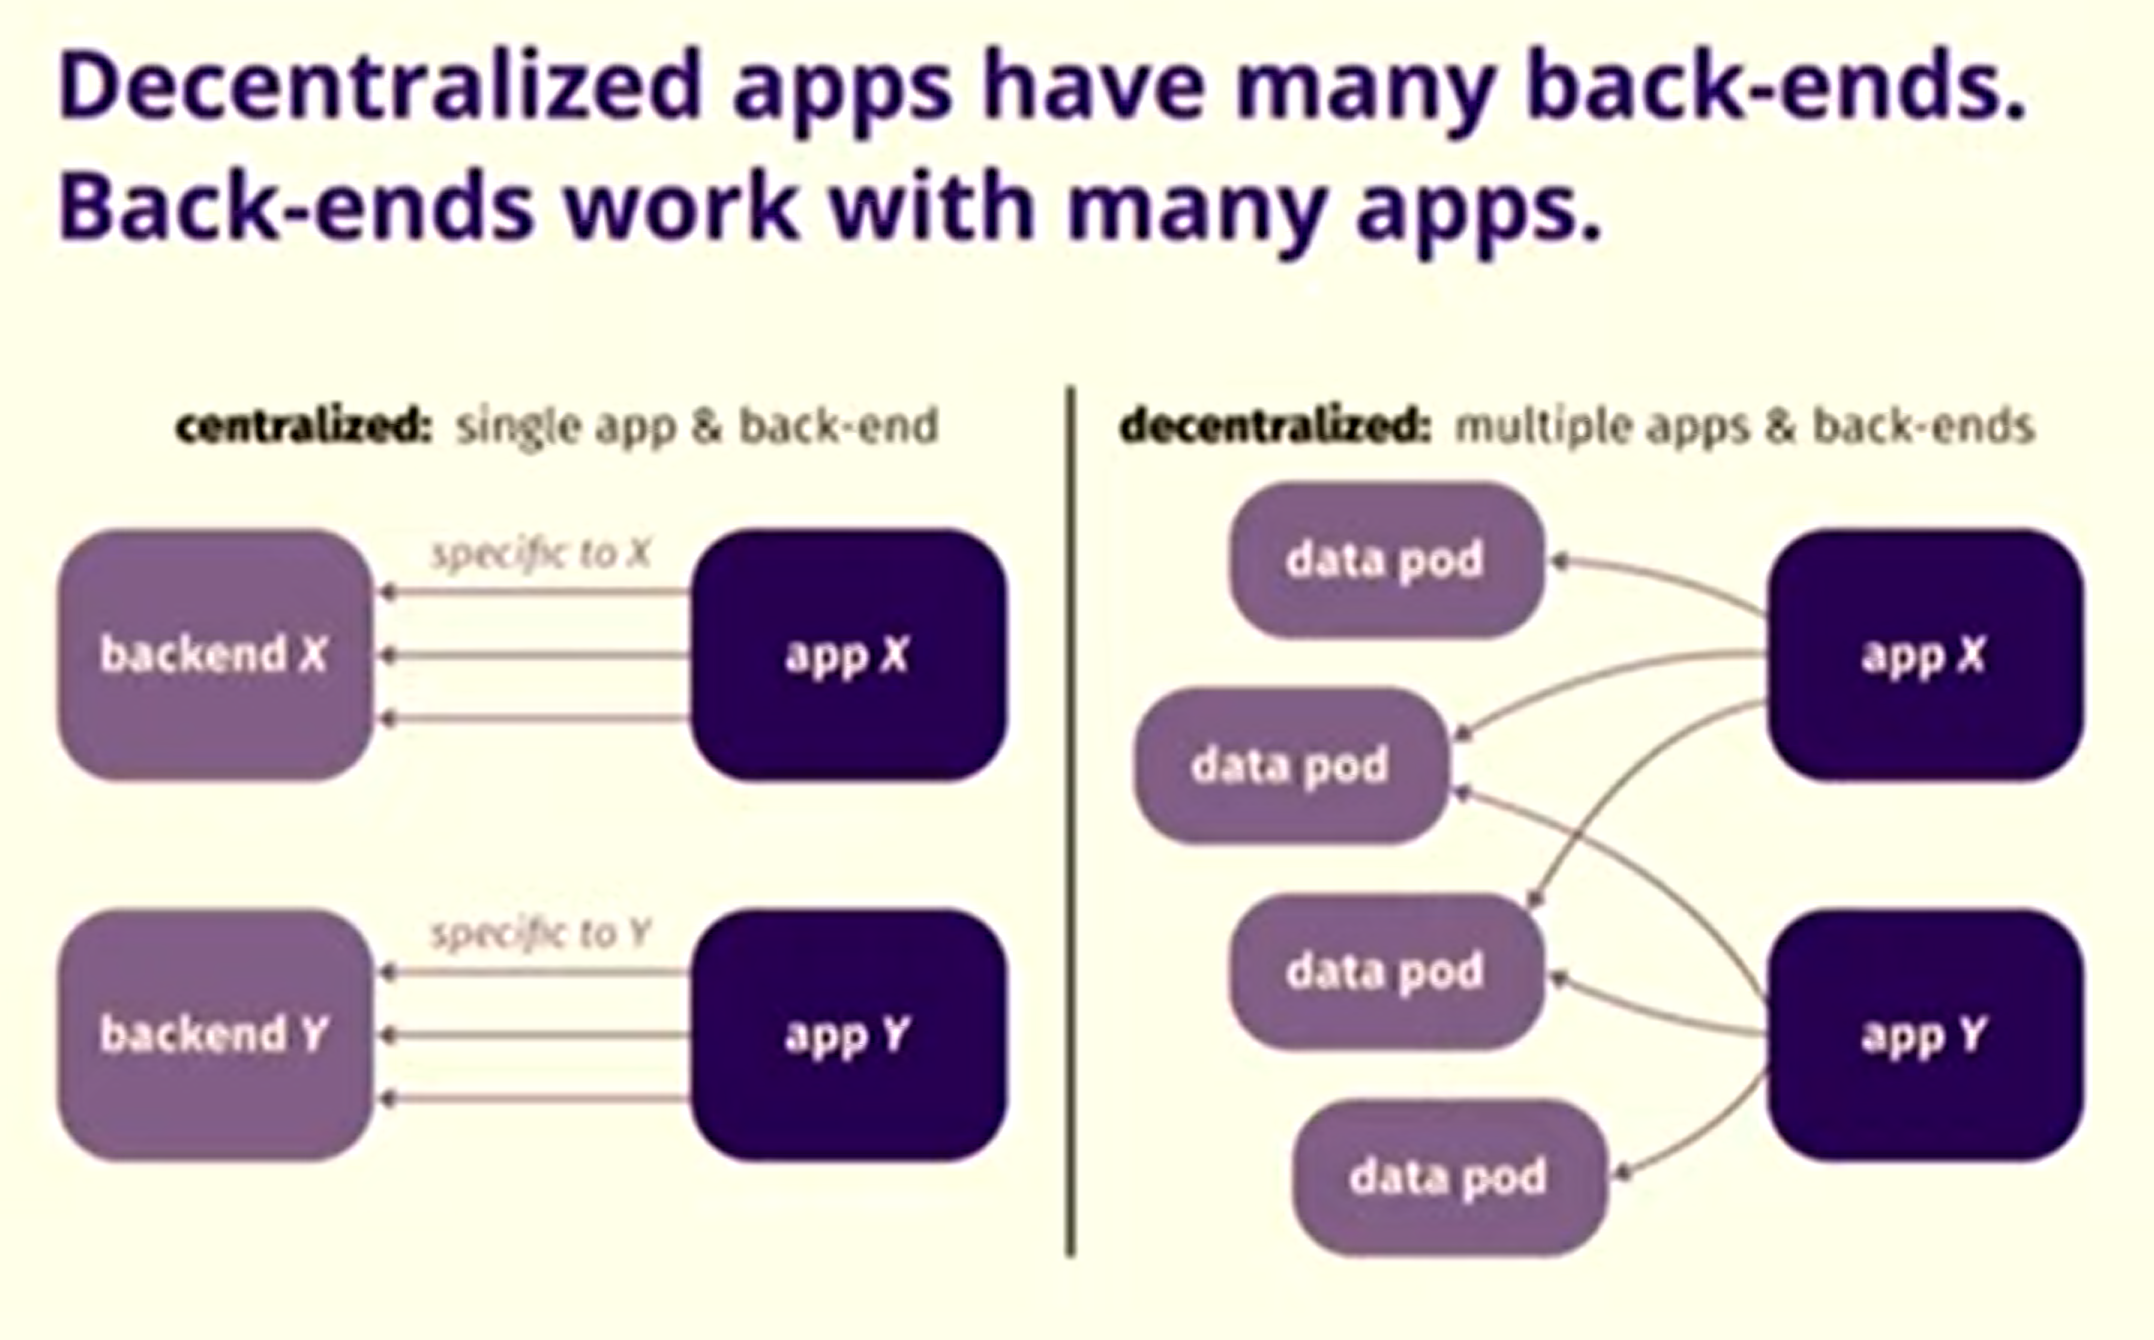 Decentralized apps have many back-ends.
Back-ends work with many apps.
centralized: single app & back-end
specific to X
backend X
app X
specific to Y
backend Y
app Y
decentralized: multiple apps & back-ends
data pod
app X
data pod
data pod
app Y
data pod